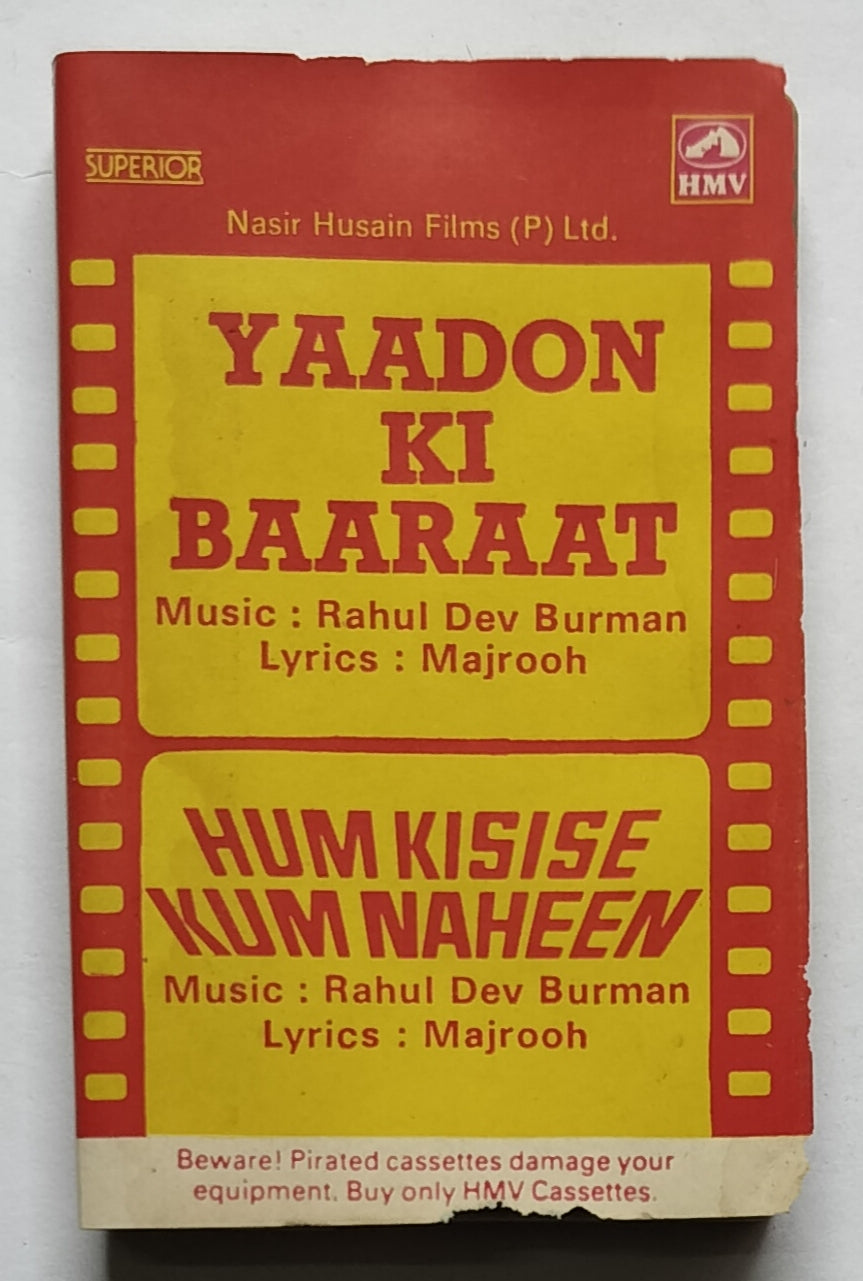 SUPERIOR
HMV
Nasir Husain Films (P) Ltd.
YAADON
KI
BAARAAT
Music : Rahul Dev Burman
Lyrics : Majrooh
HUM KISISE
KUM NAHEEN
Music : Rahul Dev Burman
Lyrics : Majrooh
Beware! Pirated cassettes damage your
equipment. Buy only HMV Cassettes.